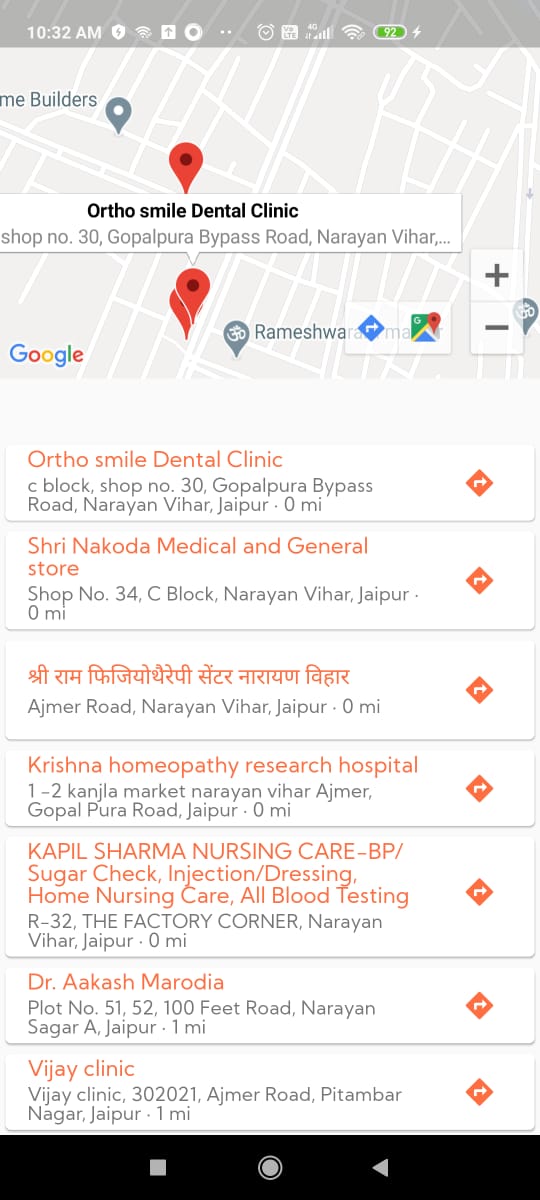 10:32 AM
Vo
LTE
4G
92
me Builders
Ortho smile Dental Clinic
shop no. 30, Gopalpura Bypass Road, Narayan Vihar,...
+
Rameshwara
−
Google
Ortho smile Dental Clinic
c block, shop no. 30, Gopalpura Bypass
Road, Narayan Vihar, Jaipur · 0 mi
Shri Nakoda Medical and General
store
Shop No. 34, C Block, Narayan Vihar, Jaipur ·
0 mi
श्री राम फिजियोथैरेपी सेंटर नारायण विहार
Ajmer Road, Narayan Vihar, Jaipur · 0 mi
Krishna homeopathy research hospital
1 -2 kanjla market narayan vihar Ajmer,
Gopal Pura Road, Jaipur · 0 mi
KAPIL SHARMA NURSING CARE-BP/
Sugar Check, Injection/Dressing,
Home Nursing Care, All Blood Testing
R-32, THE FACTORY CORNER, Narayan
Vihar, Jaipur · 0 mi
Dr. Aakash Marodia
Plot No. 51, 52, 100 Feet Road, Narayan
Sagar A, Jaipur · 1 mi
Vijay clinic
Vijay clinic, 302021, Ajmer Road, Pitambar
Nagar, Jaipur · 1 mi